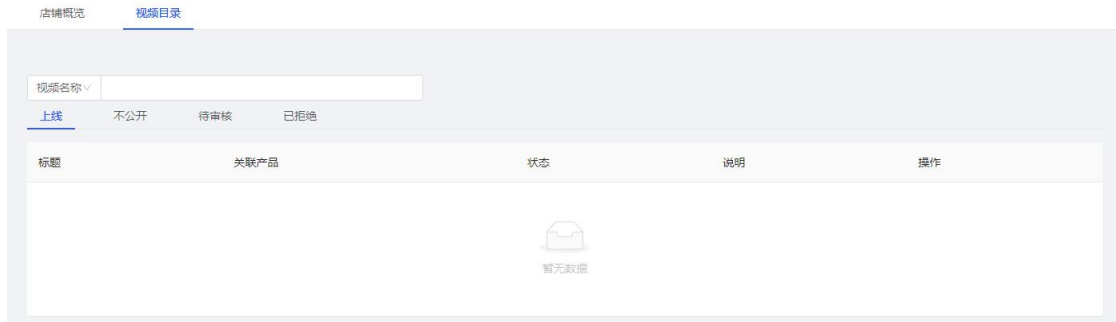 店铺概览 视频目录
视频名称
上线 不公开 待审核 已拒绝
标题 关联产品 状态 说明 操作
暂无数据